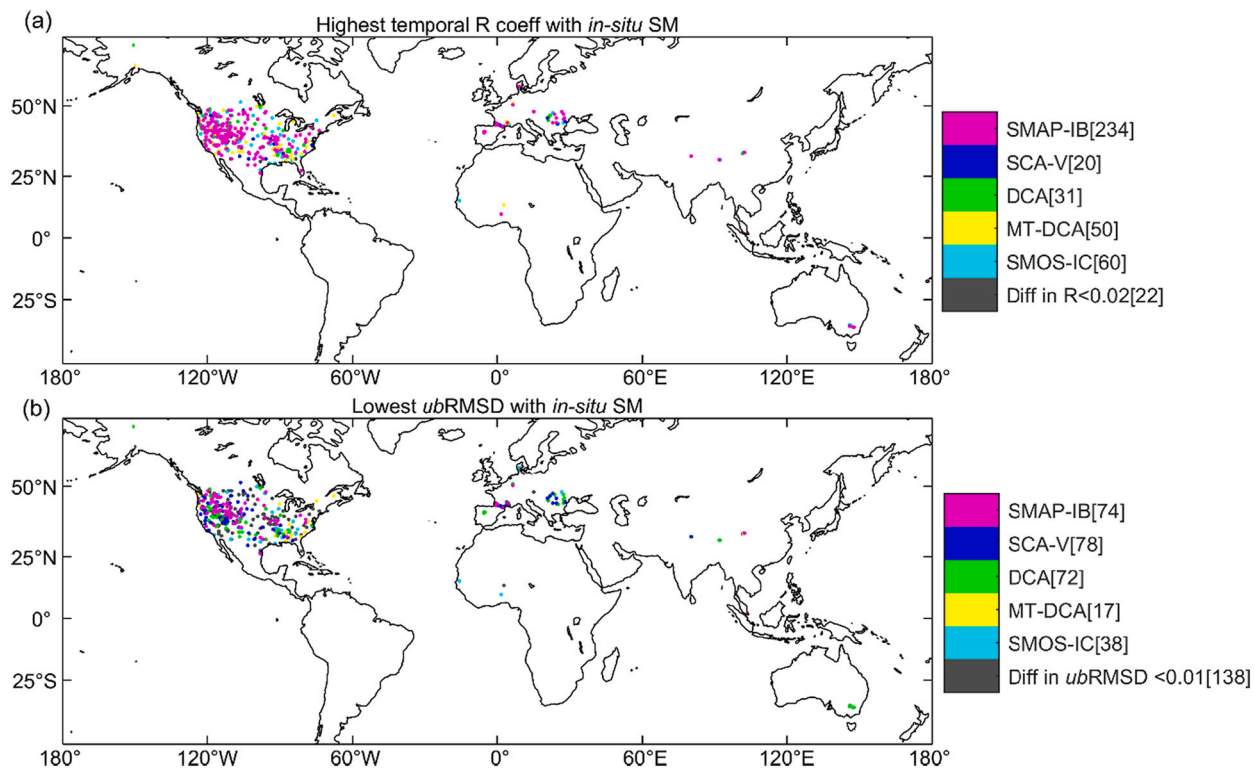 (a)
Highest temporal R coeff with in-situ SM
50°N
25°N
0°
25°S
180°
120°W
60°W
0°
60°E
120°E
180°
SMAP-IB[234]
SCA-V[20]
DCA[31]
MT-DCA[50]
SMOS-IC[60]
Diff in R<0.02[22]
(b)
Lowest ubRMSD with in-situ SM
50°N
25°N
0°
25°S
180°
120°W
60°W
0°
60°E
120°E
180°
SMAP-IB[74]
SCA-V[78]
DCA[72]
MT-DCA[17]
SMOS-IC[38]
Diff in ubRMSD <0.01[138]